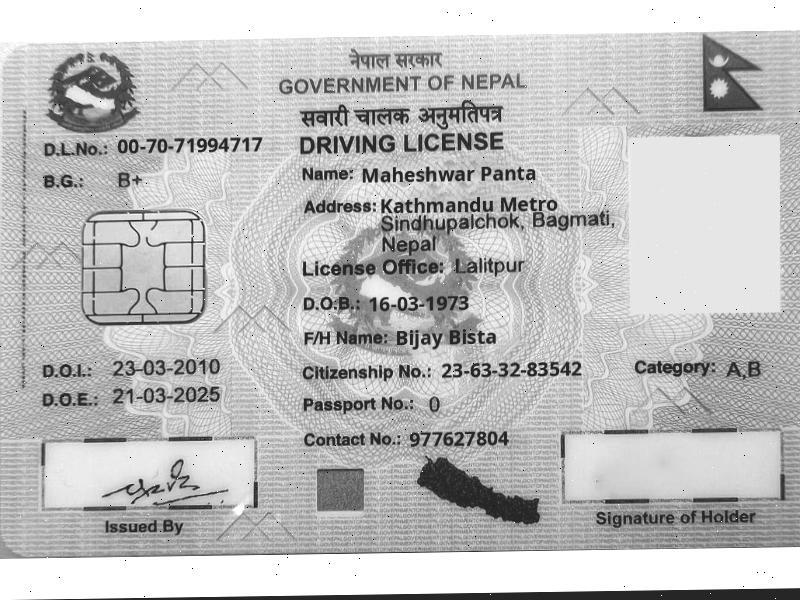 नेपाल सरकार
GOVERNMENT OF NEPAL
सवारी चालक अनुमतिपत्र
DRIVING LICENSE
D.L.No.: 00-70-71994717
B.G.: B+
Name: Maheshwar Panta
Address: Kathmandu Metro
Sindhupalchok, Bagmati,
Nepal
License Office: Lalitpur
D.O.B.: 16-03-1973
F/H Name: Bijay Bista
D.O.I.: 23-03-2010
Citizenship No.: 23-63-32-83542
Category: A,B
D.O.E.: 21-03-2025
Passport No.: 0
Contact No.: 977627804
Issued By
Signature of Holder